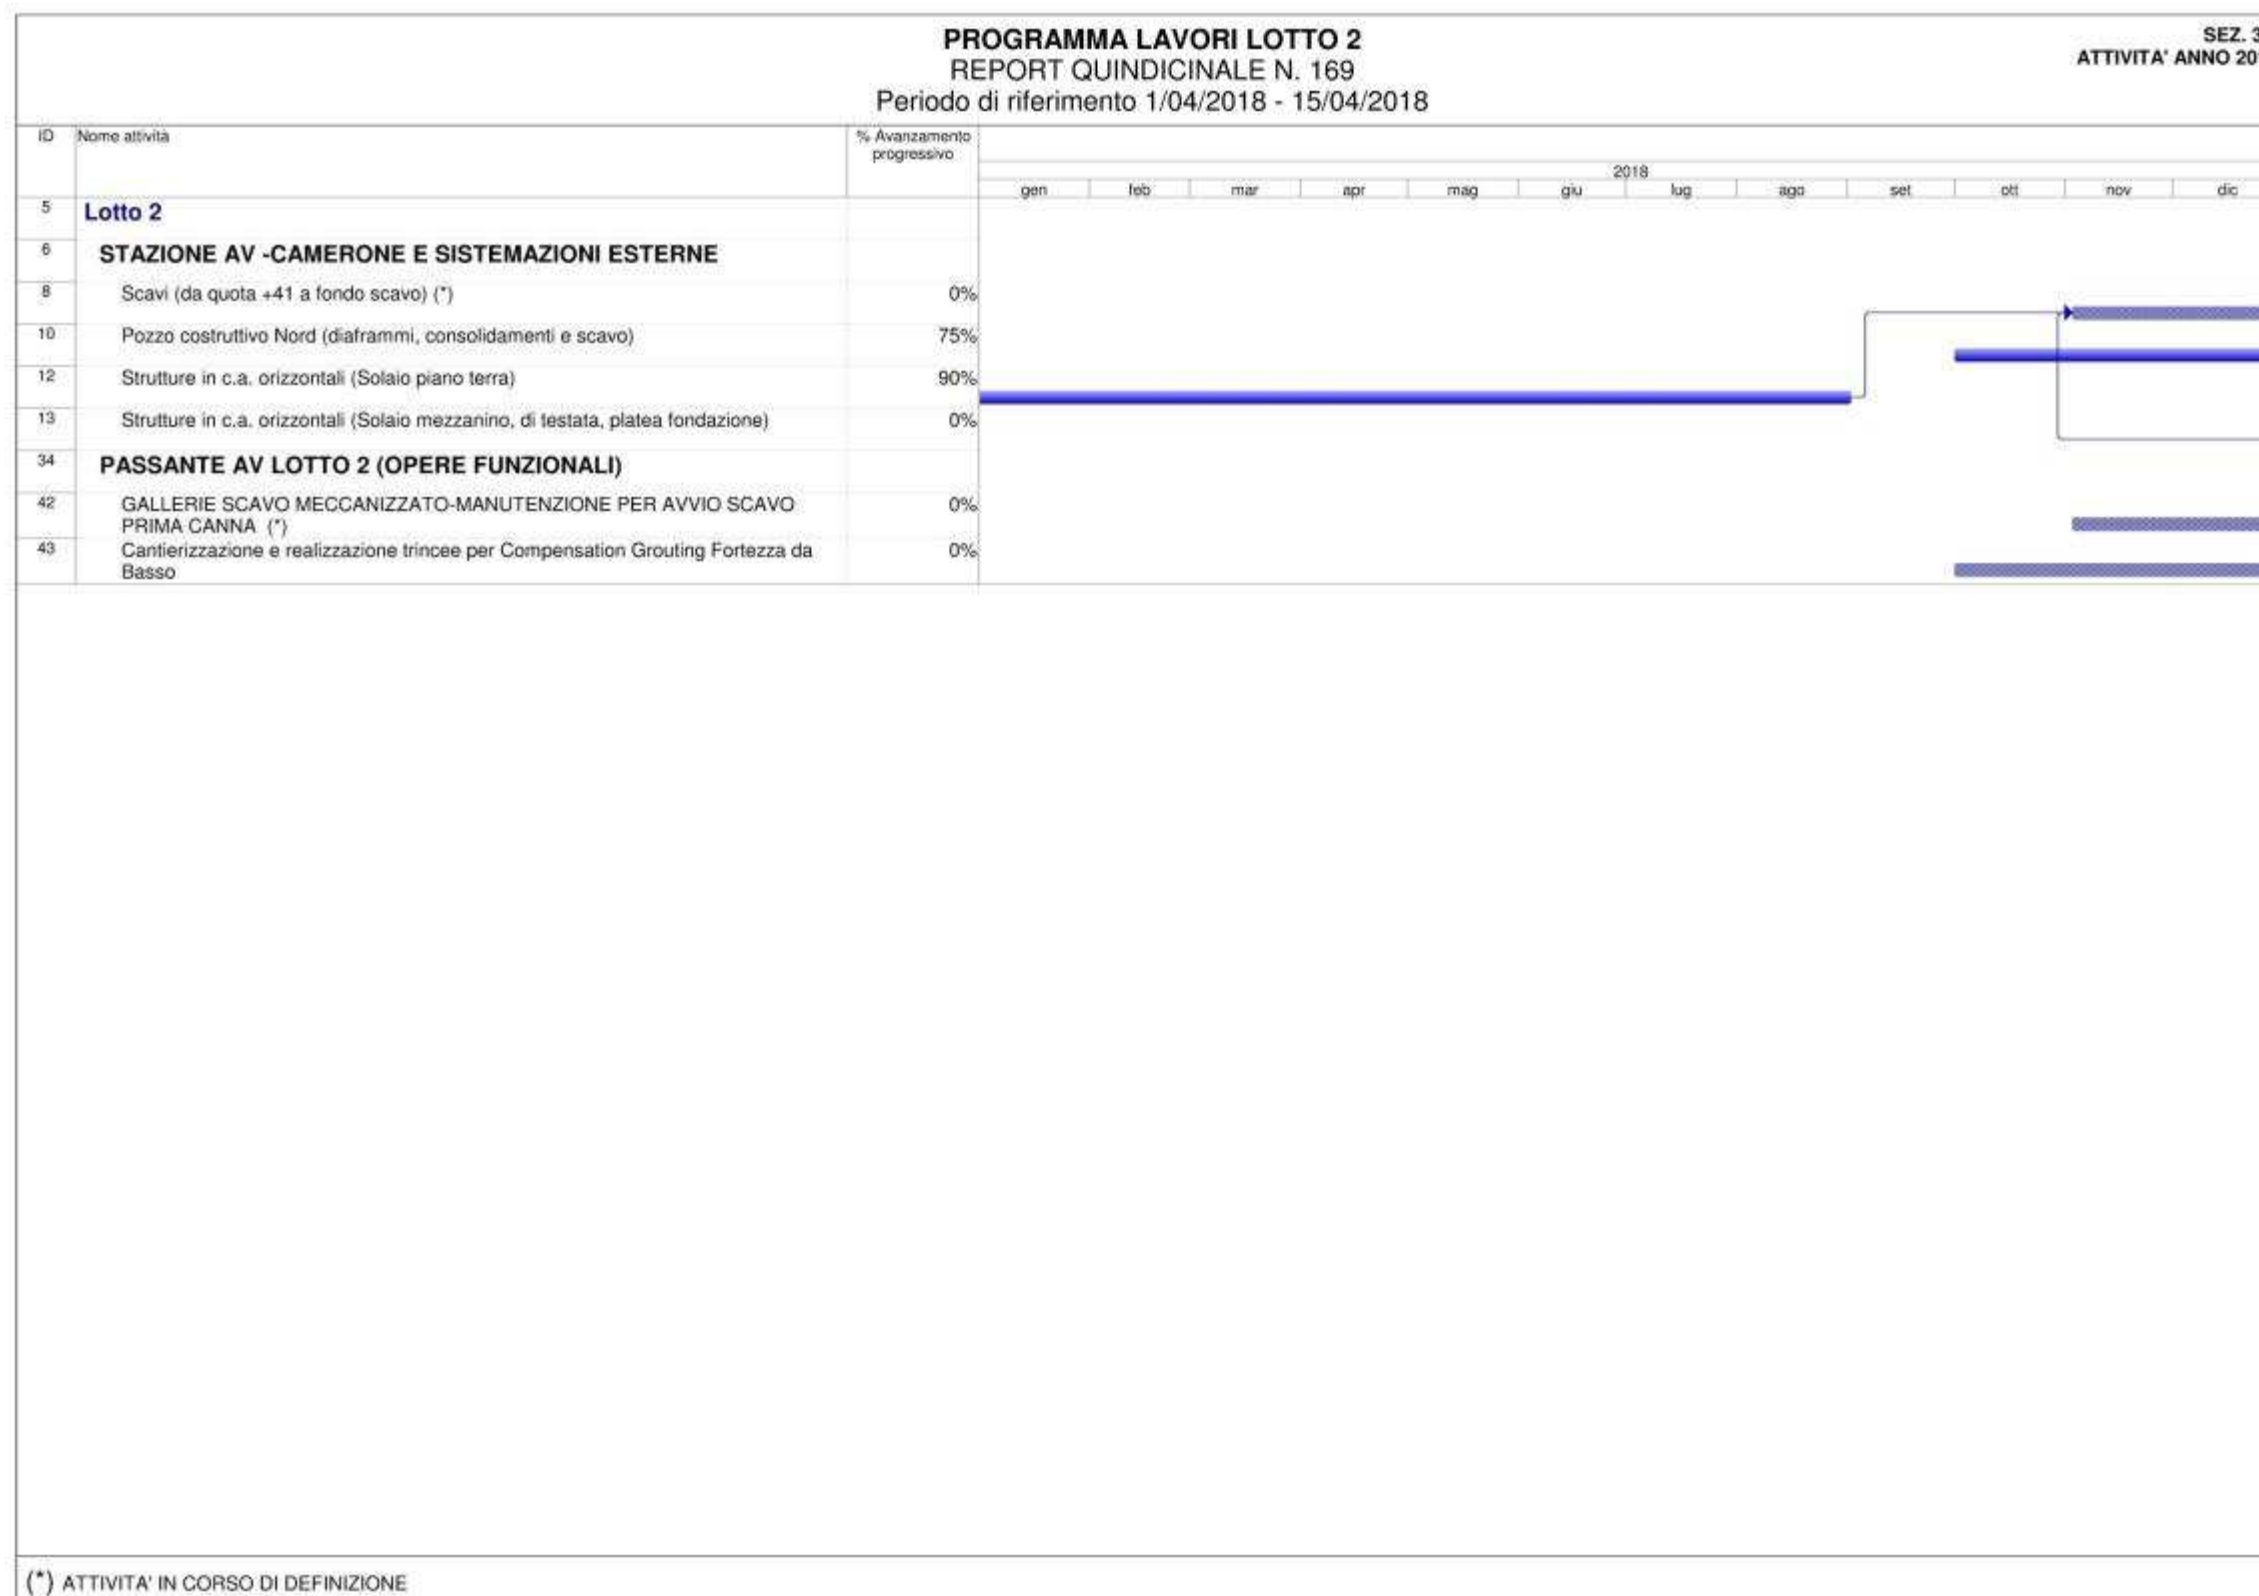 PROGRAMMA LAVORI LOTTO 2
REPORT QUINDICINALE N. 169
Periodo di riferimento 1/04/2018 - 15/04/2018
SEZ. 3
ATTIVITA' ANNO 201
ID Nome attività % Avanzamento
progressivo
2018
gen feb mar apr mag giu lug ago set ott nov dic
5 Lotto 2
6 STAZIONE AV -CAMERONE E SISTEMAZIONI ESTERNE
8 Scavi (da quota +41 a fondo scavo) (*) 0%
10 Pozzo costruttivo Nord (diaframmi, consolidamenti e scavo) 75%
12 Strutture in c.a. orizzontali (Solaio piano terra) 90%
13 Strutture in c.a. orizzontali (Solaio mezzanino, di testata, platea fondazione) 0%
34 PASSANTE AV LOTTO 2 (OPERE FUNZIONALI)
42 GALLERIE SCAVO MECCANIZZATO-MANUTENZIONE PER AVVIO SCAVO 0%
PRIMA CANNA (*)
43 Cantierizzazione e realizzazione trincee per Compensation Grouting Fortezza da 0%
Basso
(*) ATTIVITA' IN CORSO DI DEFINIZIONE